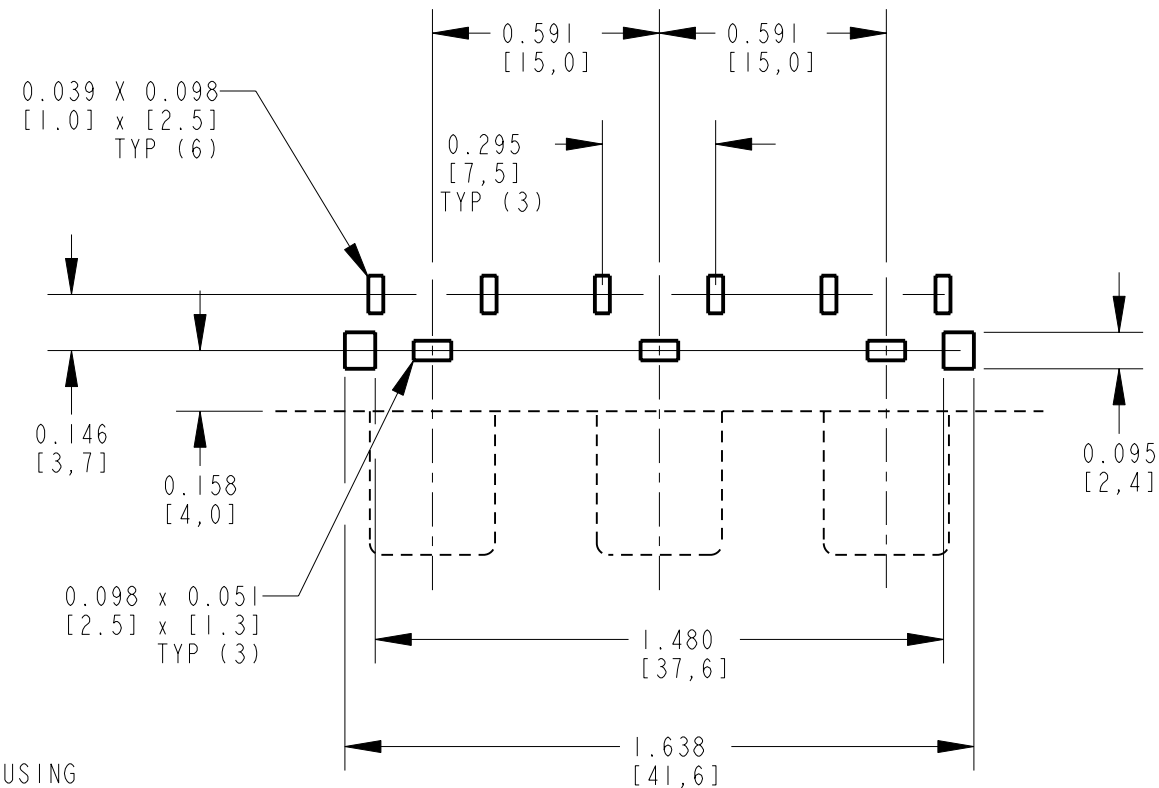 0.591
[15,0]
0.591
[15,0]
0.039 X 0.098
[1.0] x [2.5]
TYP (6)
0.295
[7,5]
TYP (3)
0.146
[3,7]
0.158
[4,0]
0.095
[2,4]
0.098 x 0.051
[2.5] x [1.3]
TYP (3)
1.480
[37,6]
1.638
[41,6]
USING